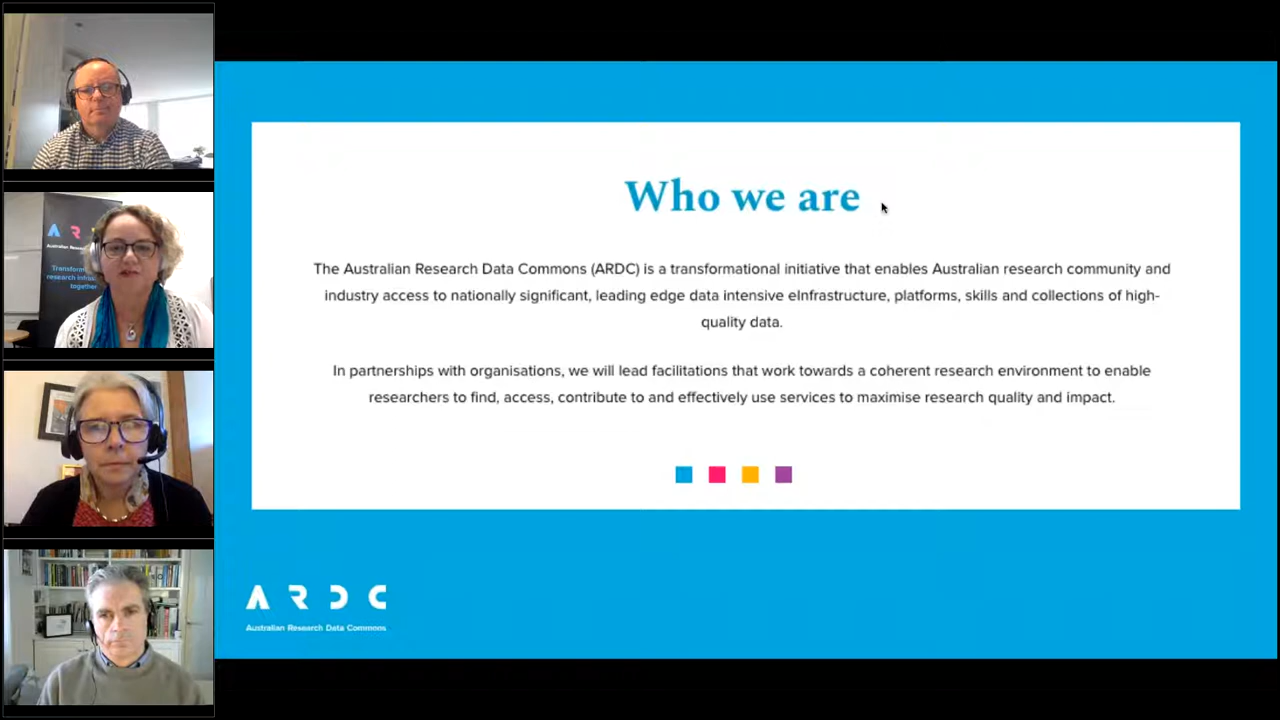 Who we are
The Australian Research Data Commons (ARDC) is a transformational initiative that enables Australian research community and
industry access to nationally significant, leading edge data intensive eInfrastructure, platforms, skills and collections of high-
quality data.
In partnerships with organisations, we will lead facilitations that work towards a coherent research environment to enable
researchers to find, access, contribute to and effectively use services to maximise research quality and impact.
ARDC
Australian Research Data Commons
A R
Australian
research
together